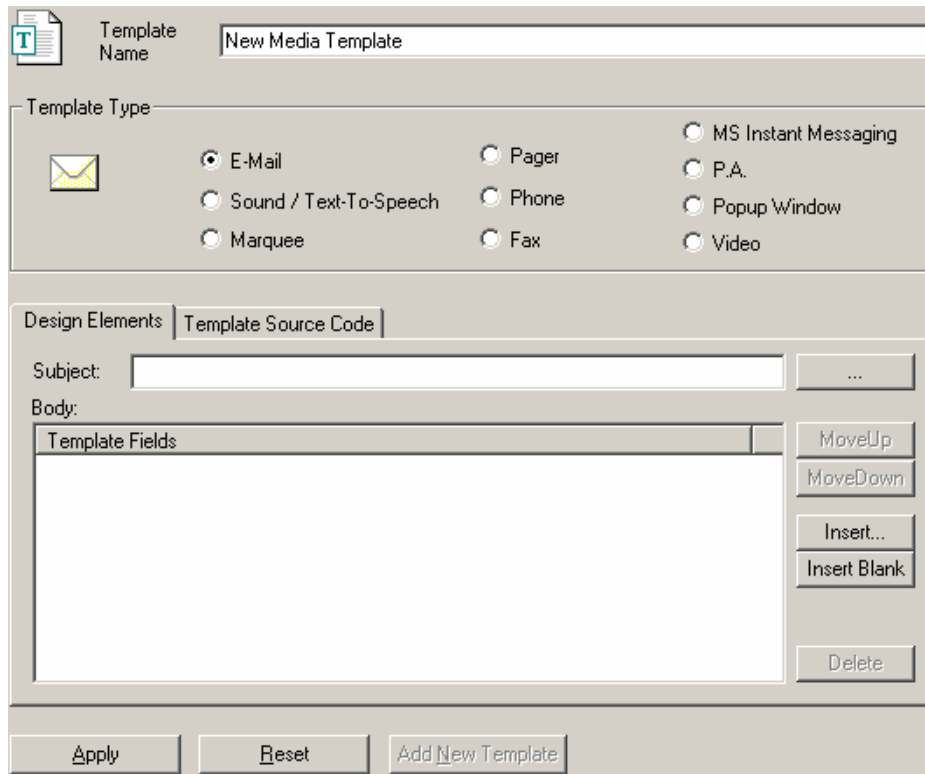 T
Template
Name
New Media Template
Template Type
E-Mail
Sound / Text-To-Speech
Marquee
Pager
Phone
Fax
MS Instant Messaging
P.A.
Popup Window
Video
Design Elements
Template Source Code
Subject:
...
Body:
Template Fields
MoveUp
MoveDown
Insert...
Insert Blank
Delete
Apply
Reset
Add New Template